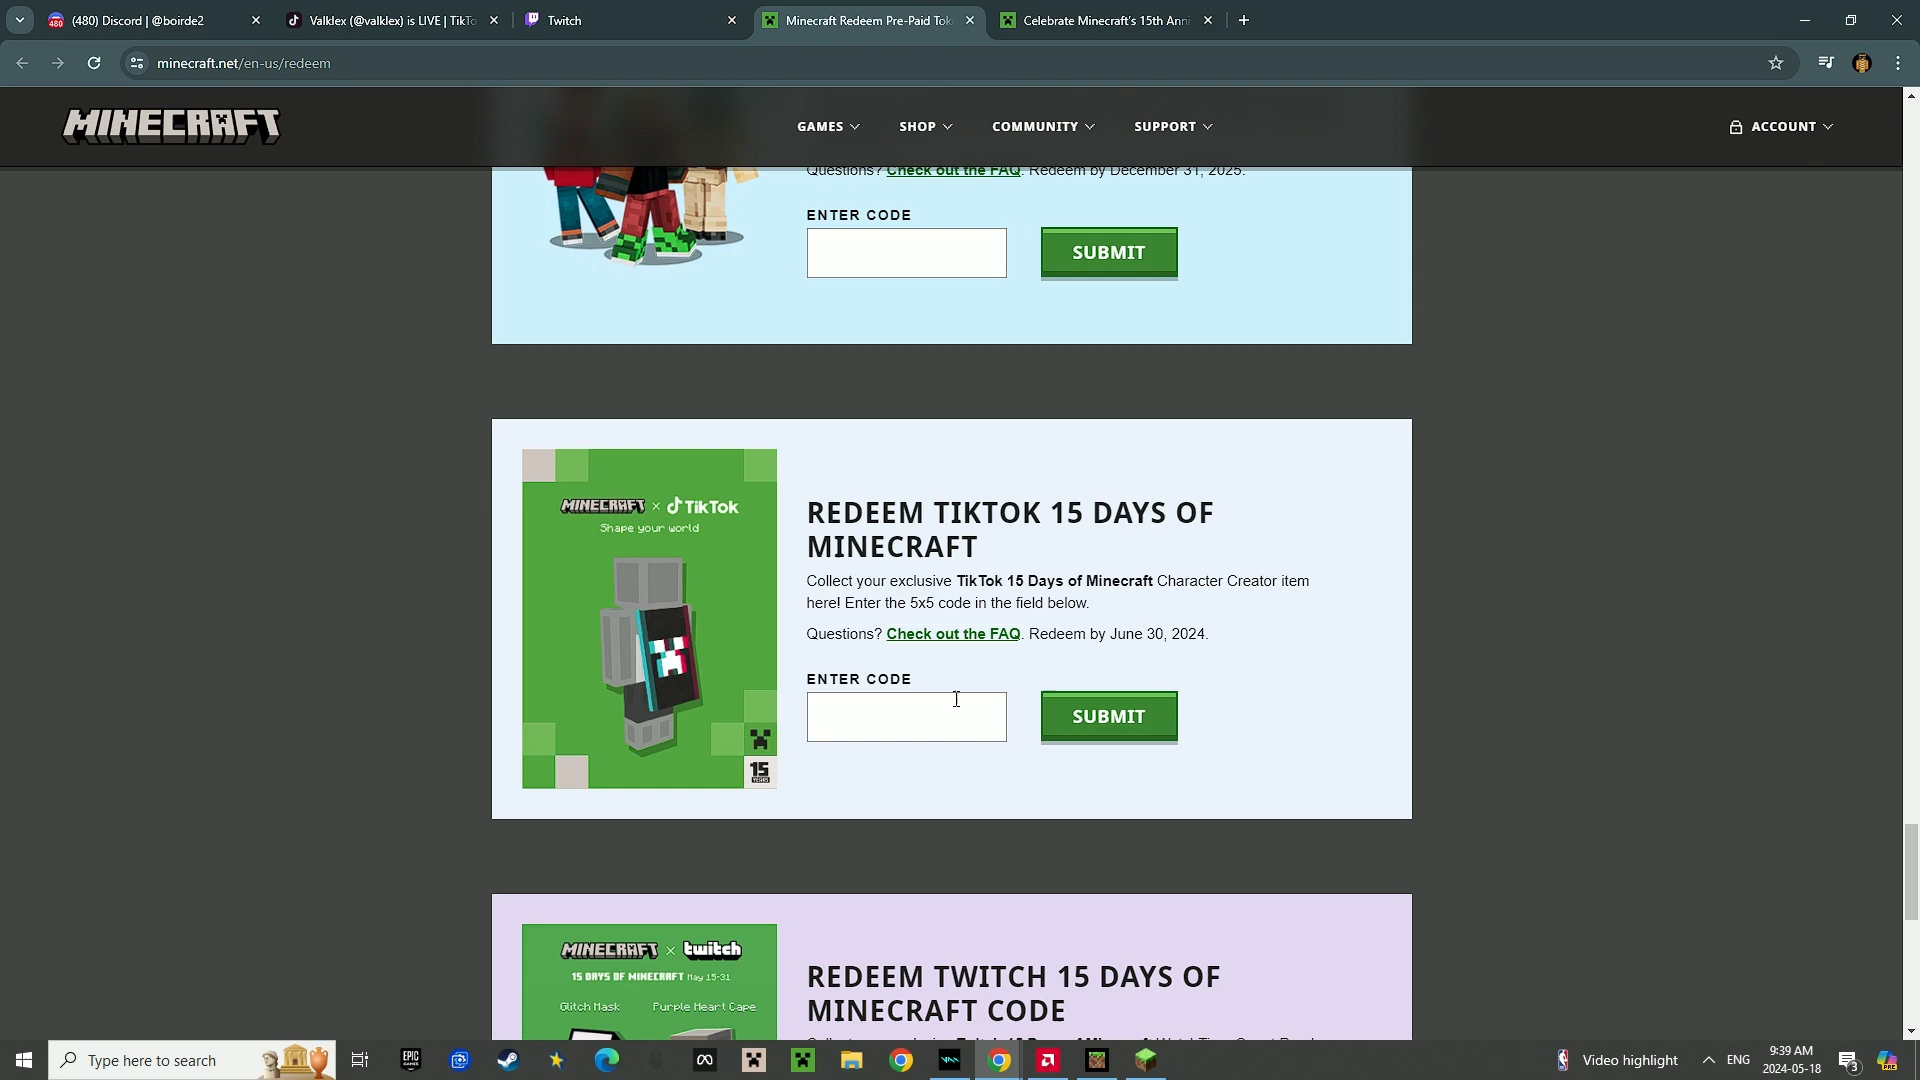 (480) Discord | @boirde2
Valklex (@valklex) is LIVE | TikTo
Twitch
Minecraft Redeem Pre-Paid Tok
Celebrate Minecraft's 15th Anni
minecraft.net/en-us/redeem
MINECRAFT
GAMES
SHOP
COMMUNITY
SUPPORT
ACCOUNT
Questions? Check out the FAQ. Redeem by December 31, 2025.
ENTER CODE
SUBMIT
MINECRAFT × TikTok
Shape your world
15
YEARS
REDEEM TIKTOK 15 DAYS OF
MINECRAFT
Collect your exclusive TikTok 15 Days of Minecraft Character Creator item
here! Enter the 5x5 code in the field below.
Questions? Check out the FAQ. Redeem by June 30, 2024.
ENTER CODE
SUBMIT
MINECRAFT × twitch
15 DAYS OF MINECRAFT May 15-31
Glitch Mask Purple Heart Cape
REDEEM TWITCH 15 DAYS OF
MINECRAFT CODE
Type here to search
EPIC
GAMES
Video highlight
ENG
9:39 AM
2024-05-18
3
PRE